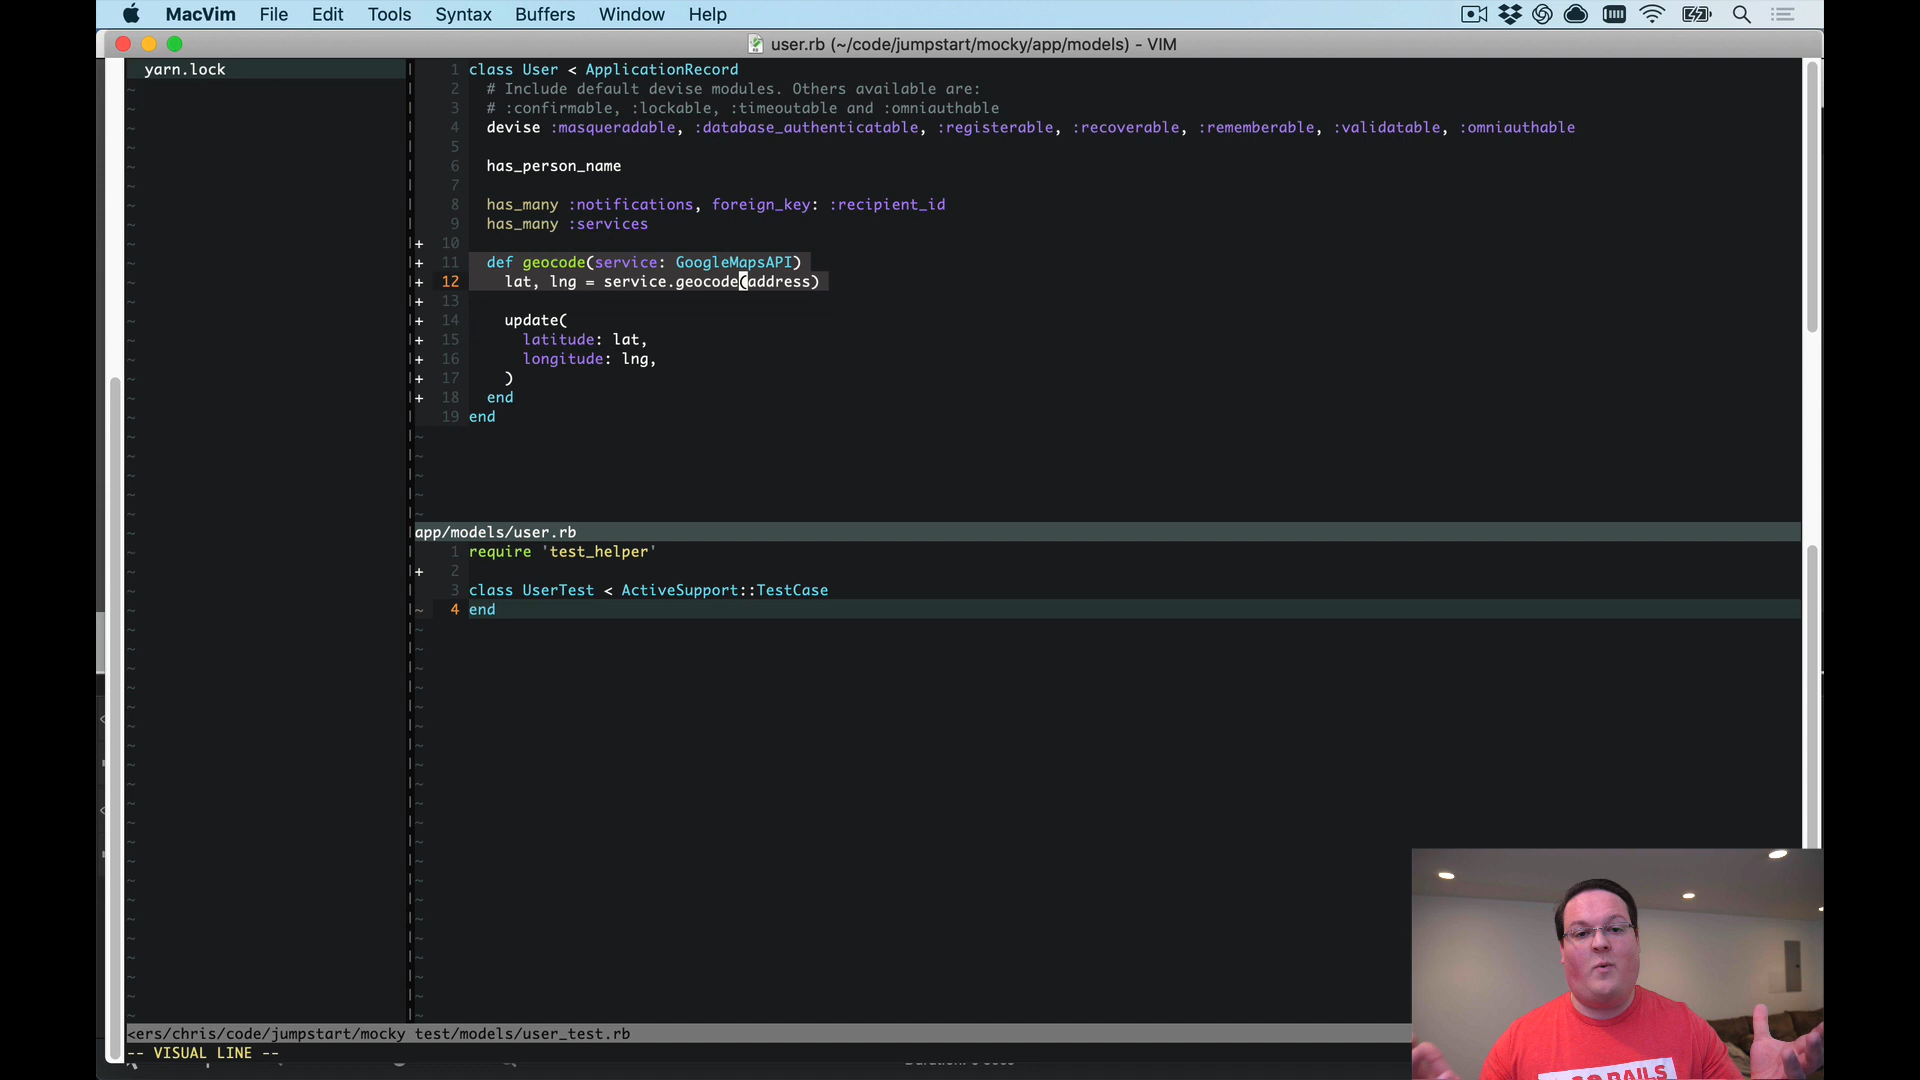 MacVim File Edit Tools Syntax Buffers Window Help
user.rb (~/code/jumpstart/mocky/app/models) - VIM
yarn.lock
1 class User < ApplicationRecord
2 # Include default devise modules. Others available are:
3 # :confirmable, :lockable, :timeoutable and :omniauthable
4 devise :masqueradable, :database_authenticatable, :registerable, :recoverable, :rememberable, :validatable, :omniauthable
5
6 has_person_name
7
8 has_many :notifications, foreign_key: :recipient_id
9 has_many :services
+ 10
+ 11 def geocode(service: GoogleMapsAPI)
+ 12 lat, lng = service.geocode(address)
+ 13
+ 14 update(
+ 15 latitude: lat,
+ 16 longitude: lng,
+ 17 )
+ 18 end
19 end
app/models/user.rb
1 require 'test_helper'
+ 2
3 class UserTest < ActiveSupport::TestCase
~ 4 end
<ers/chris/code/jumpstart/mocky test/models/user_test.rb
-- VISUAL LINE --
RAILS